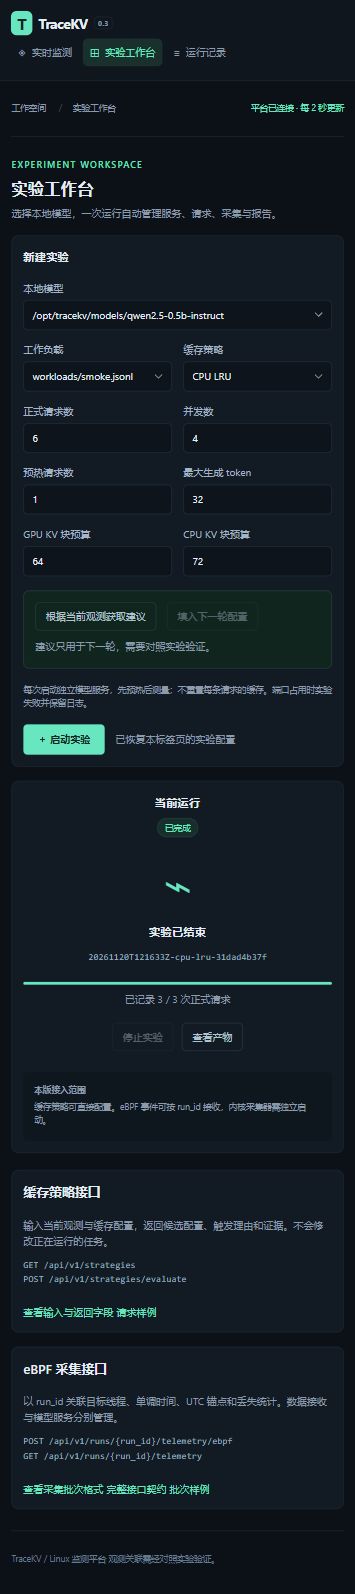 T TraceKV 0.3
实时监测 实验工作台 运行记录
工作空间 / 实验工作台 平台已连接 · 每 2 秒更新
EXPERIMENT WORKSPACE
实验工作台
选择本地模型，一次运行自动管理服务、请求、采集与报告。
新建实验
本地模型
/opt/tracekv/models/qwen2.5-0.5b-instruct
工作负载 缓存策略
workloads/smoke.jsonl CPU LRU
正式请求数 并发数
6 4
预热请求数 最大生成 token
1 32
GPU KV 块预算 CPU KV 块预算
64 72
根据当前观测获取建议 填入下一轮配置
建议只用于下一轮，需要对照实验验证。
每次启动独立模型服务，先预热后测量；不重置每条请求的缓存。端口占用时实验
失败并保留日志。
+ 启动实验 已恢复本标签页的实验配置
当前运行
已完成
实验已结束
20261120T121633Z-cpu-lru-31dad4b37f
已记录 3 / 3 次正式请求
停止实验 查看产物
本版接入范围
缓存策略可直接配置。eBPF 事件可按 run_id 接收，内核采集器需独立启
动。
缓存策略接口
输入当前观测与缓存配置，返回候选配置、触发理由和证据。不会修
改正在运行的任务。
GET /api/v1/strategies
POST /api/v1/strategies/evaluate
查看输入与返回字段 请求样例
eBPF 采集接口
以 run_id 关联目标线程、单调时间、UTC 锚点和丢失统计。数据接收
与模型服务分别管理。
POST /api/v1/runs/{run_id}/telemetry/ebpf
GET /api/v1/runs/{run_id}/telemetry
查看采集批次格式 完整接口契约 批次样例
TraceKV / Linux 监测平台 观测关联需经对照实验验证。